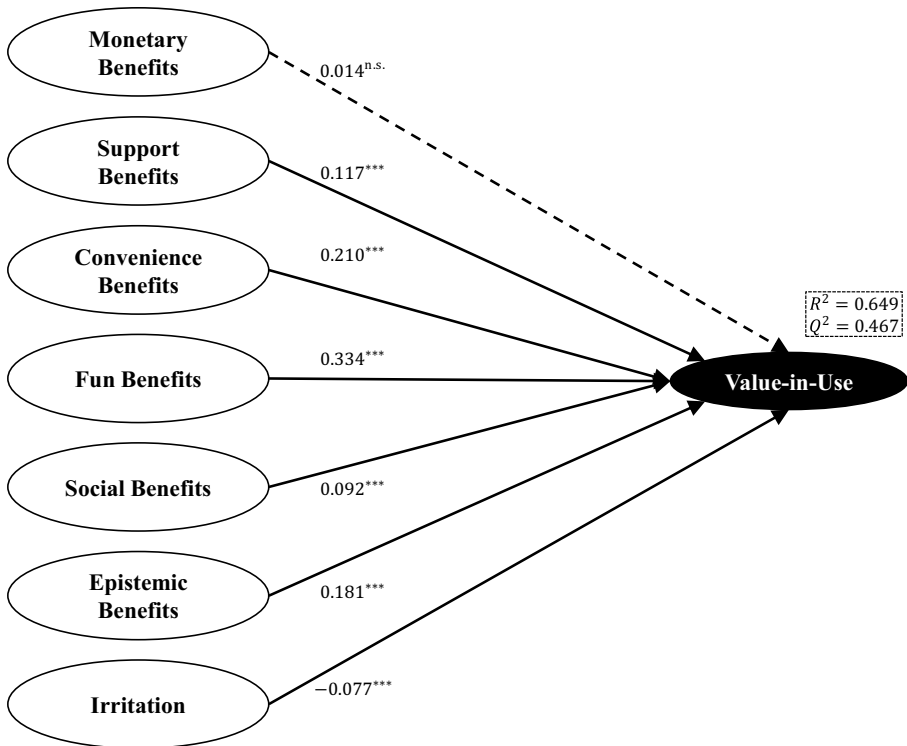 Monetary
Benefits
0.014n.s.
Support
Benefits
0.117***
Convenience
Benefits
0.210***
R² = 0.649
Q² = 0.467
Fun Benefits
0.334***
Value-in-Use
Social Benefits
0.092***
Epistemic
Benefits
0.181***
Irritation
−0.077***